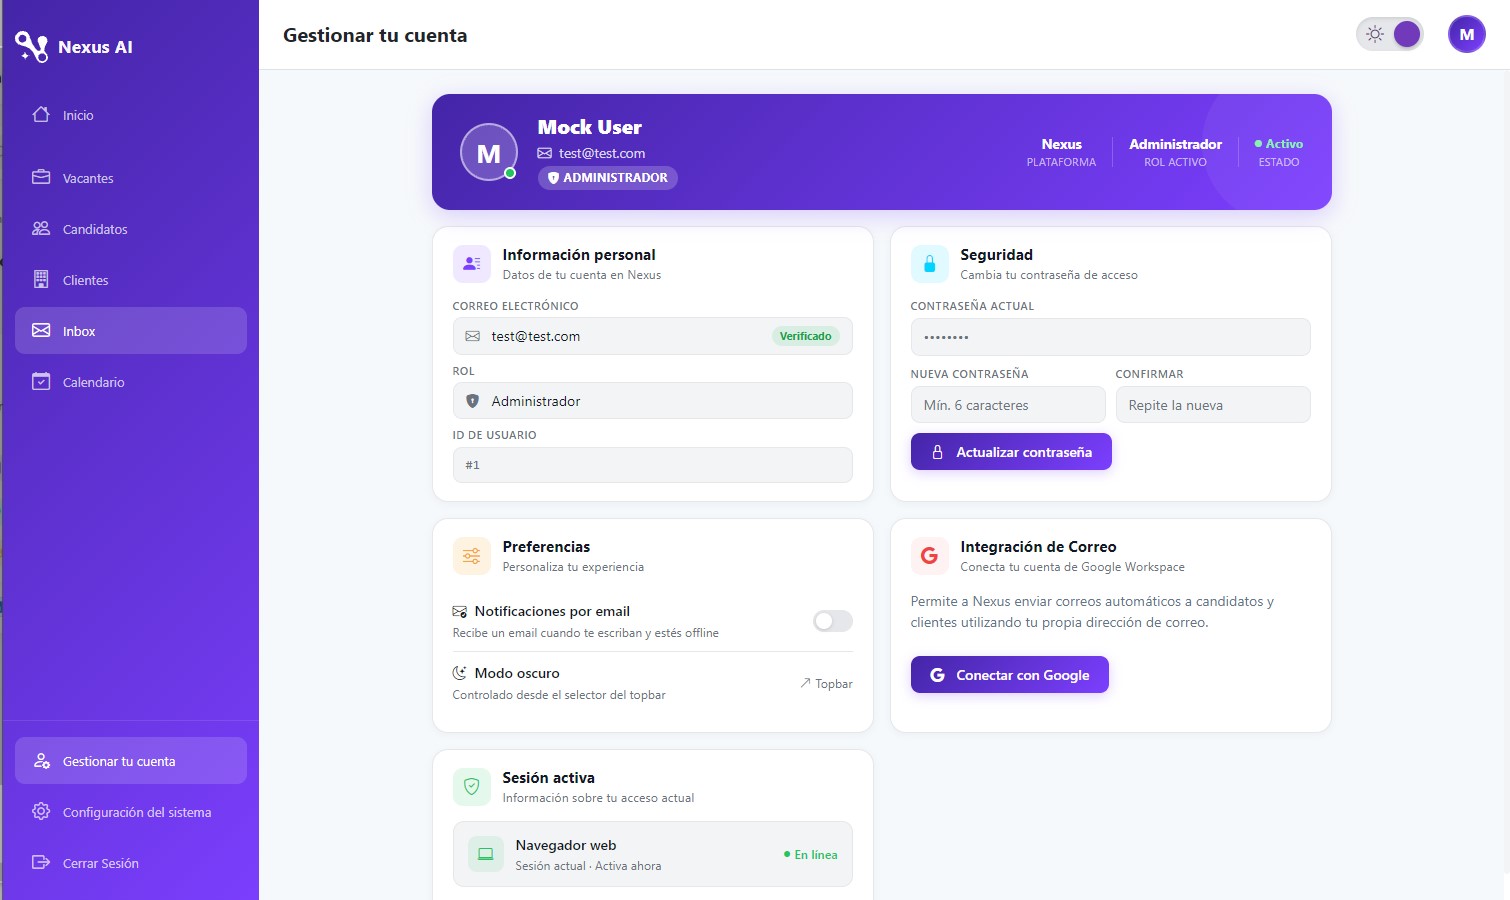 Nexus AI
Inicio
Vacantes
Candidatos
Clientes
Inbox
Calendario
Gestionar tu cuenta
Configuración del sistema
Cerrar Sesión
Gestionar tu cuenta
M
M
Mock User
test@test.com
ADMINISTRADOR
Nexus
PLATAFORMA
Administrador
ROL ACTIVO
Activo
ESTADO
Información personal
Datos de tu cuenta en Nexus
CORREO ELECTRÓNICO
test@test.com Verificado
ROL
Administrador
ID DE USUARIO
#1
Seguridad
Cambia tu contraseña de acceso
CONTRASEÑA ACTUAL
••••••••
NUEVA CONTRASEÑA CONFIRMAR
Mín. 6 caracteres Repite la nueva
Actualizar contraseña
Preferencias
Personaliza tu experiencia
Notificaciones por email
Recibe un email cuando te escriban y estés offline
Modo oscuro
Controlado desde el selector del topbar
Topbar
G
Integración de Correo
Conecta tu cuenta de Google Workspace
Permite a Nexus enviar correos automáticos a candidatos y
clientes utilizando tu propia dirección de correo.
G Conectar con Google
Sesión activa
Información sobre tu acceso actual
Navegador web
Sesión actual · Activa ahora
En línea